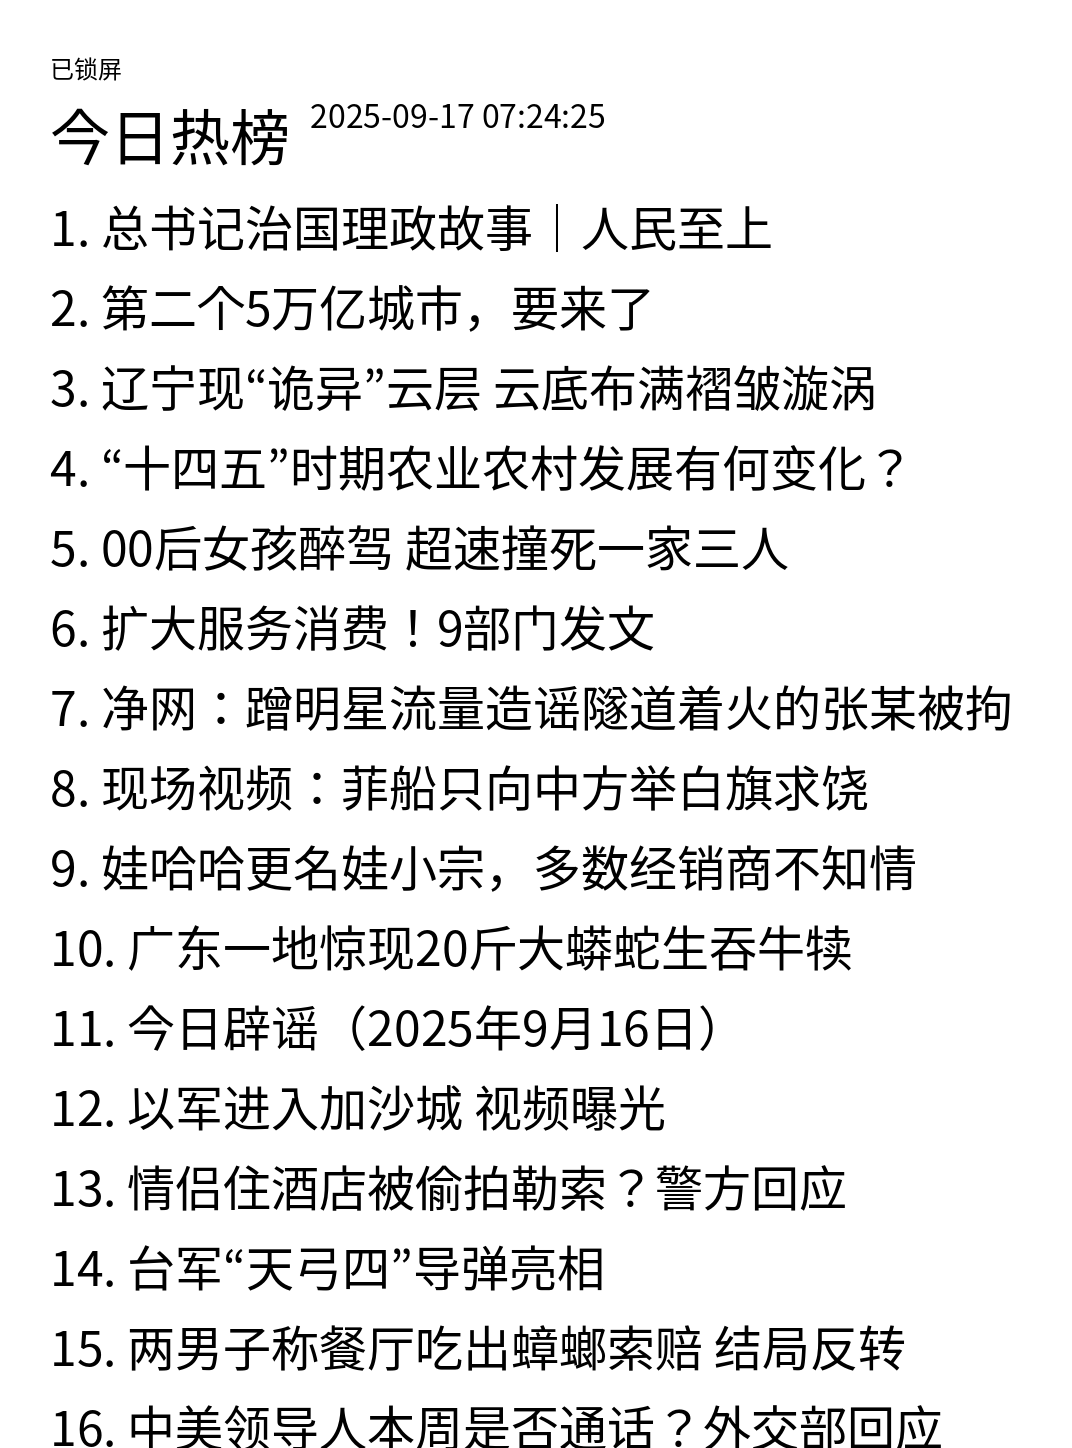 已锁屏
今日热榜 2025-09-17 07:24:25
1. 总书记治国理政故事｜人民至上
2. 第二个5万亿城市，要来了
3. 辽宁现“诡异”云层 云底布满褶皱漩涡
4. “十四五”时期农业农村发展有何变化？
5. 00后女孩醉驾 超速撞死一家三人
6. 扩大服务消费！9部门发文
7. 净网：蹭明星流量造谣隧道着火的张某被拘
8. 现场视频：菲船只向中方举白旗求饶
9. 娃哈哈更名娃小宗，多数经销商不知情
10. 广东一地惊现20斤大蟒蛇生吞牛犊
11. 今日辟谣（2025年9月16日）
12. 以军进入加沙城 视频曝光
13. 情侣住酒店被偷拍勒索？警方回应
14. 台军“天弓四”导弹亮相
15. 两男子称餐厅吃出蟑螂索赔 结局反转
16. 中美领导人本周是否通话？外交部回应